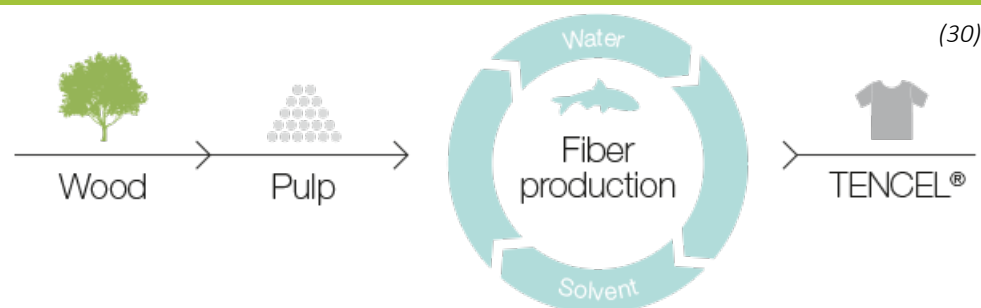 (30)
Water
Fiber
production
Wood
Pulp
TENCEL®
Solvent